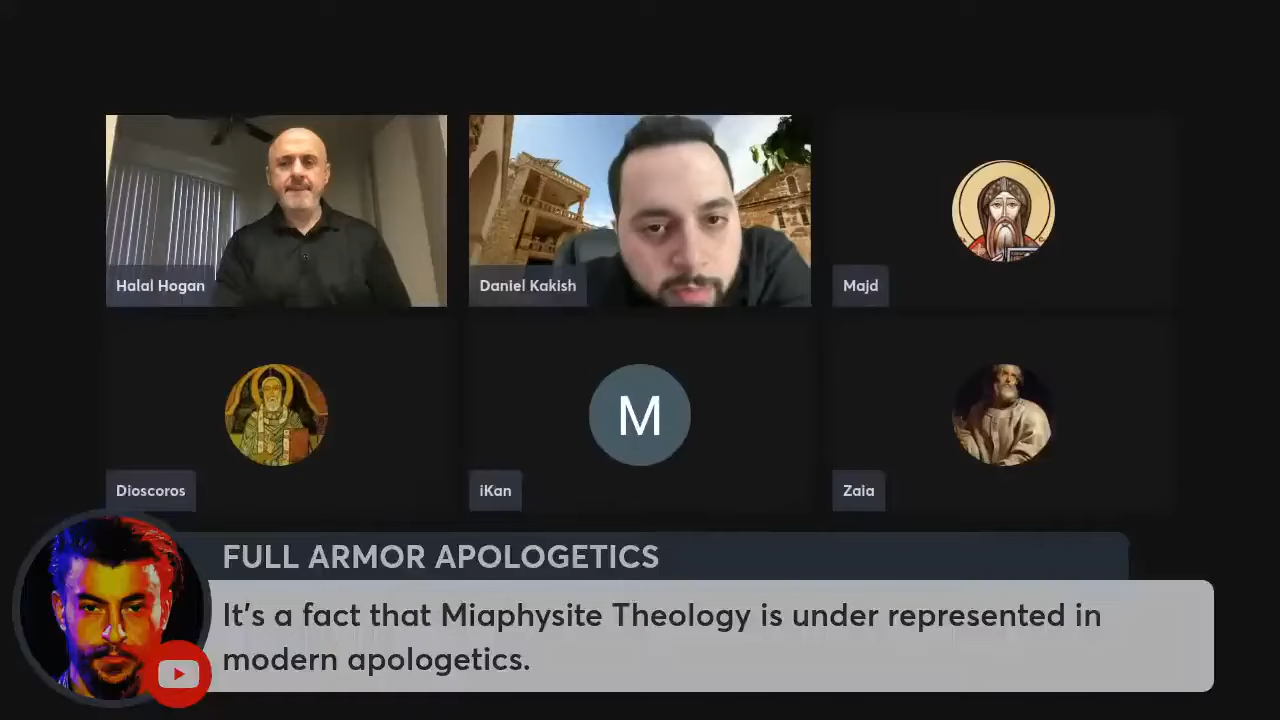 Halal Hogan
Daniel Kakish
Majd
M
Dioscoros
iKan
Zaia
FULL ARMOR APOLOGETICS
It's a fact that Miaphysite Theology is under represented in
modern apologetics.